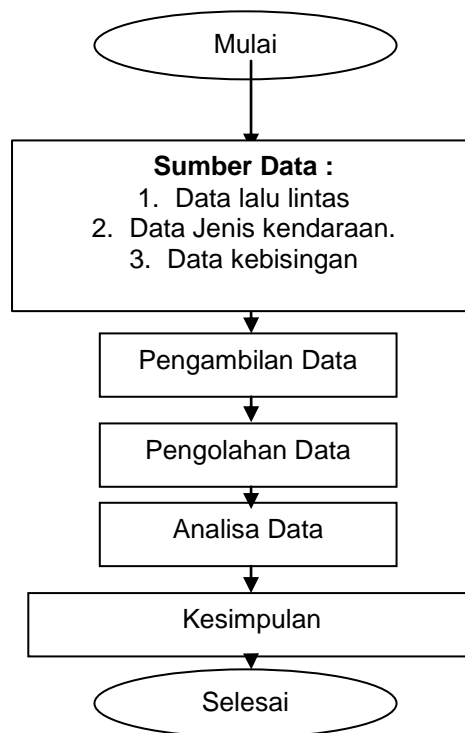 Mulai
Sumber Data :
1. Data lalu lintas
2. Data Jenis kendaraan.
3. Data kebisingan
Pengambilan Data
Pengolahan Data
Analisa Data
Kesimpulan
Selesai